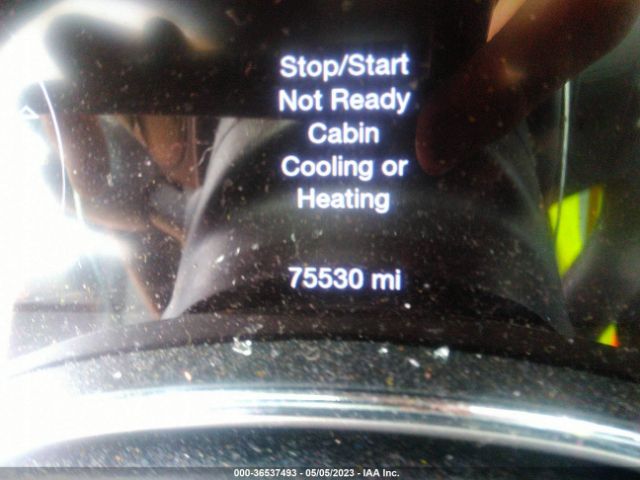 Stop/Start
Not Ready
Cabin
Cooling or
Heating
75530 mi
000-36537493 - 05/05/2023 - IAA Inc.